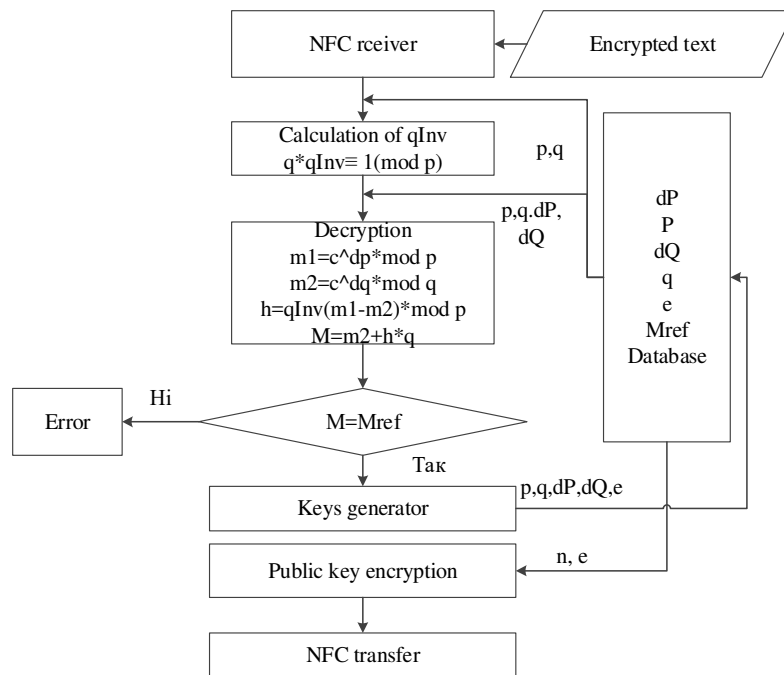 NFC rceiver
Encrypted text
Calculation of qInv
q*qInv≡ 1(mod p)
p,q
p,q.dP,
dQ
Decryption
m1=c^dp*mod p
m2=c^dq*mod q
h=qInv(m1-m2)*mod p
M=m2+h*q
dP
P
dQ
q
e
Mref
Database
Error
Ні
M=Mref
Так
Keys generator
p,q,dP,dQ,e
Public key encryption
n, e
NFC transfer